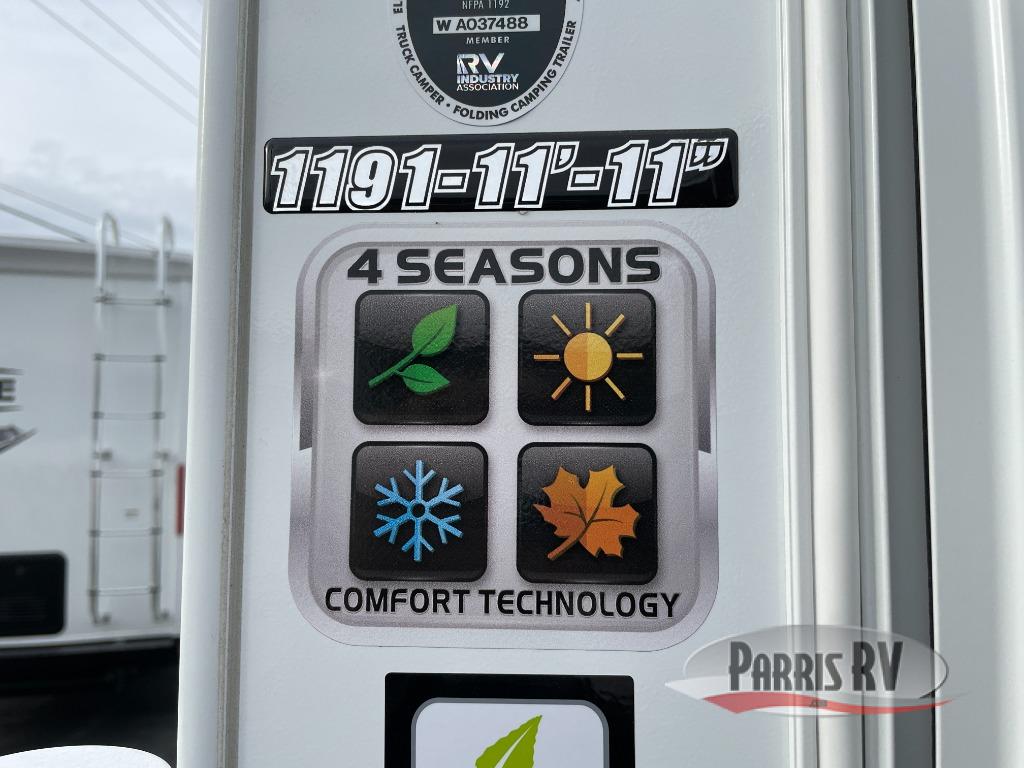 NFPA 1192
W A037488
MEMBER
RV
INDUSTRY
ASSOCIATION
TRUCK CAMPER • FOLDING CAMPING TRAILER
1191-11'-11"
4 SEASONS
COMFORT TECHNOLOGY
PARRIS RV
.COM